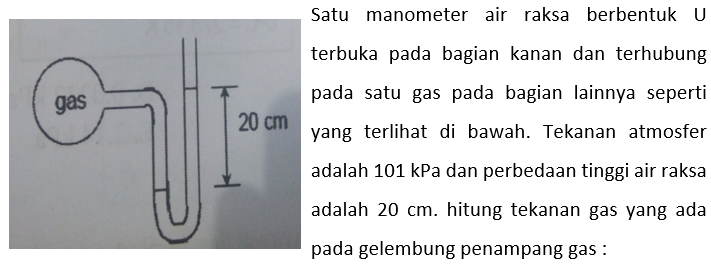 Satu manometer air raksa berbentuk U
terbuka pada bagian kanan dan terhubung
pada satu gas pada bagian lainnya seperti
yang terlihat di bawah. Tekanan atmosfer
adalah 101 kPa dan perbedaan tinggi air raksa
adalah 20 cm. hitung tekanan gas yang ada
pada gelembung penampang gas :
gas
20 cm